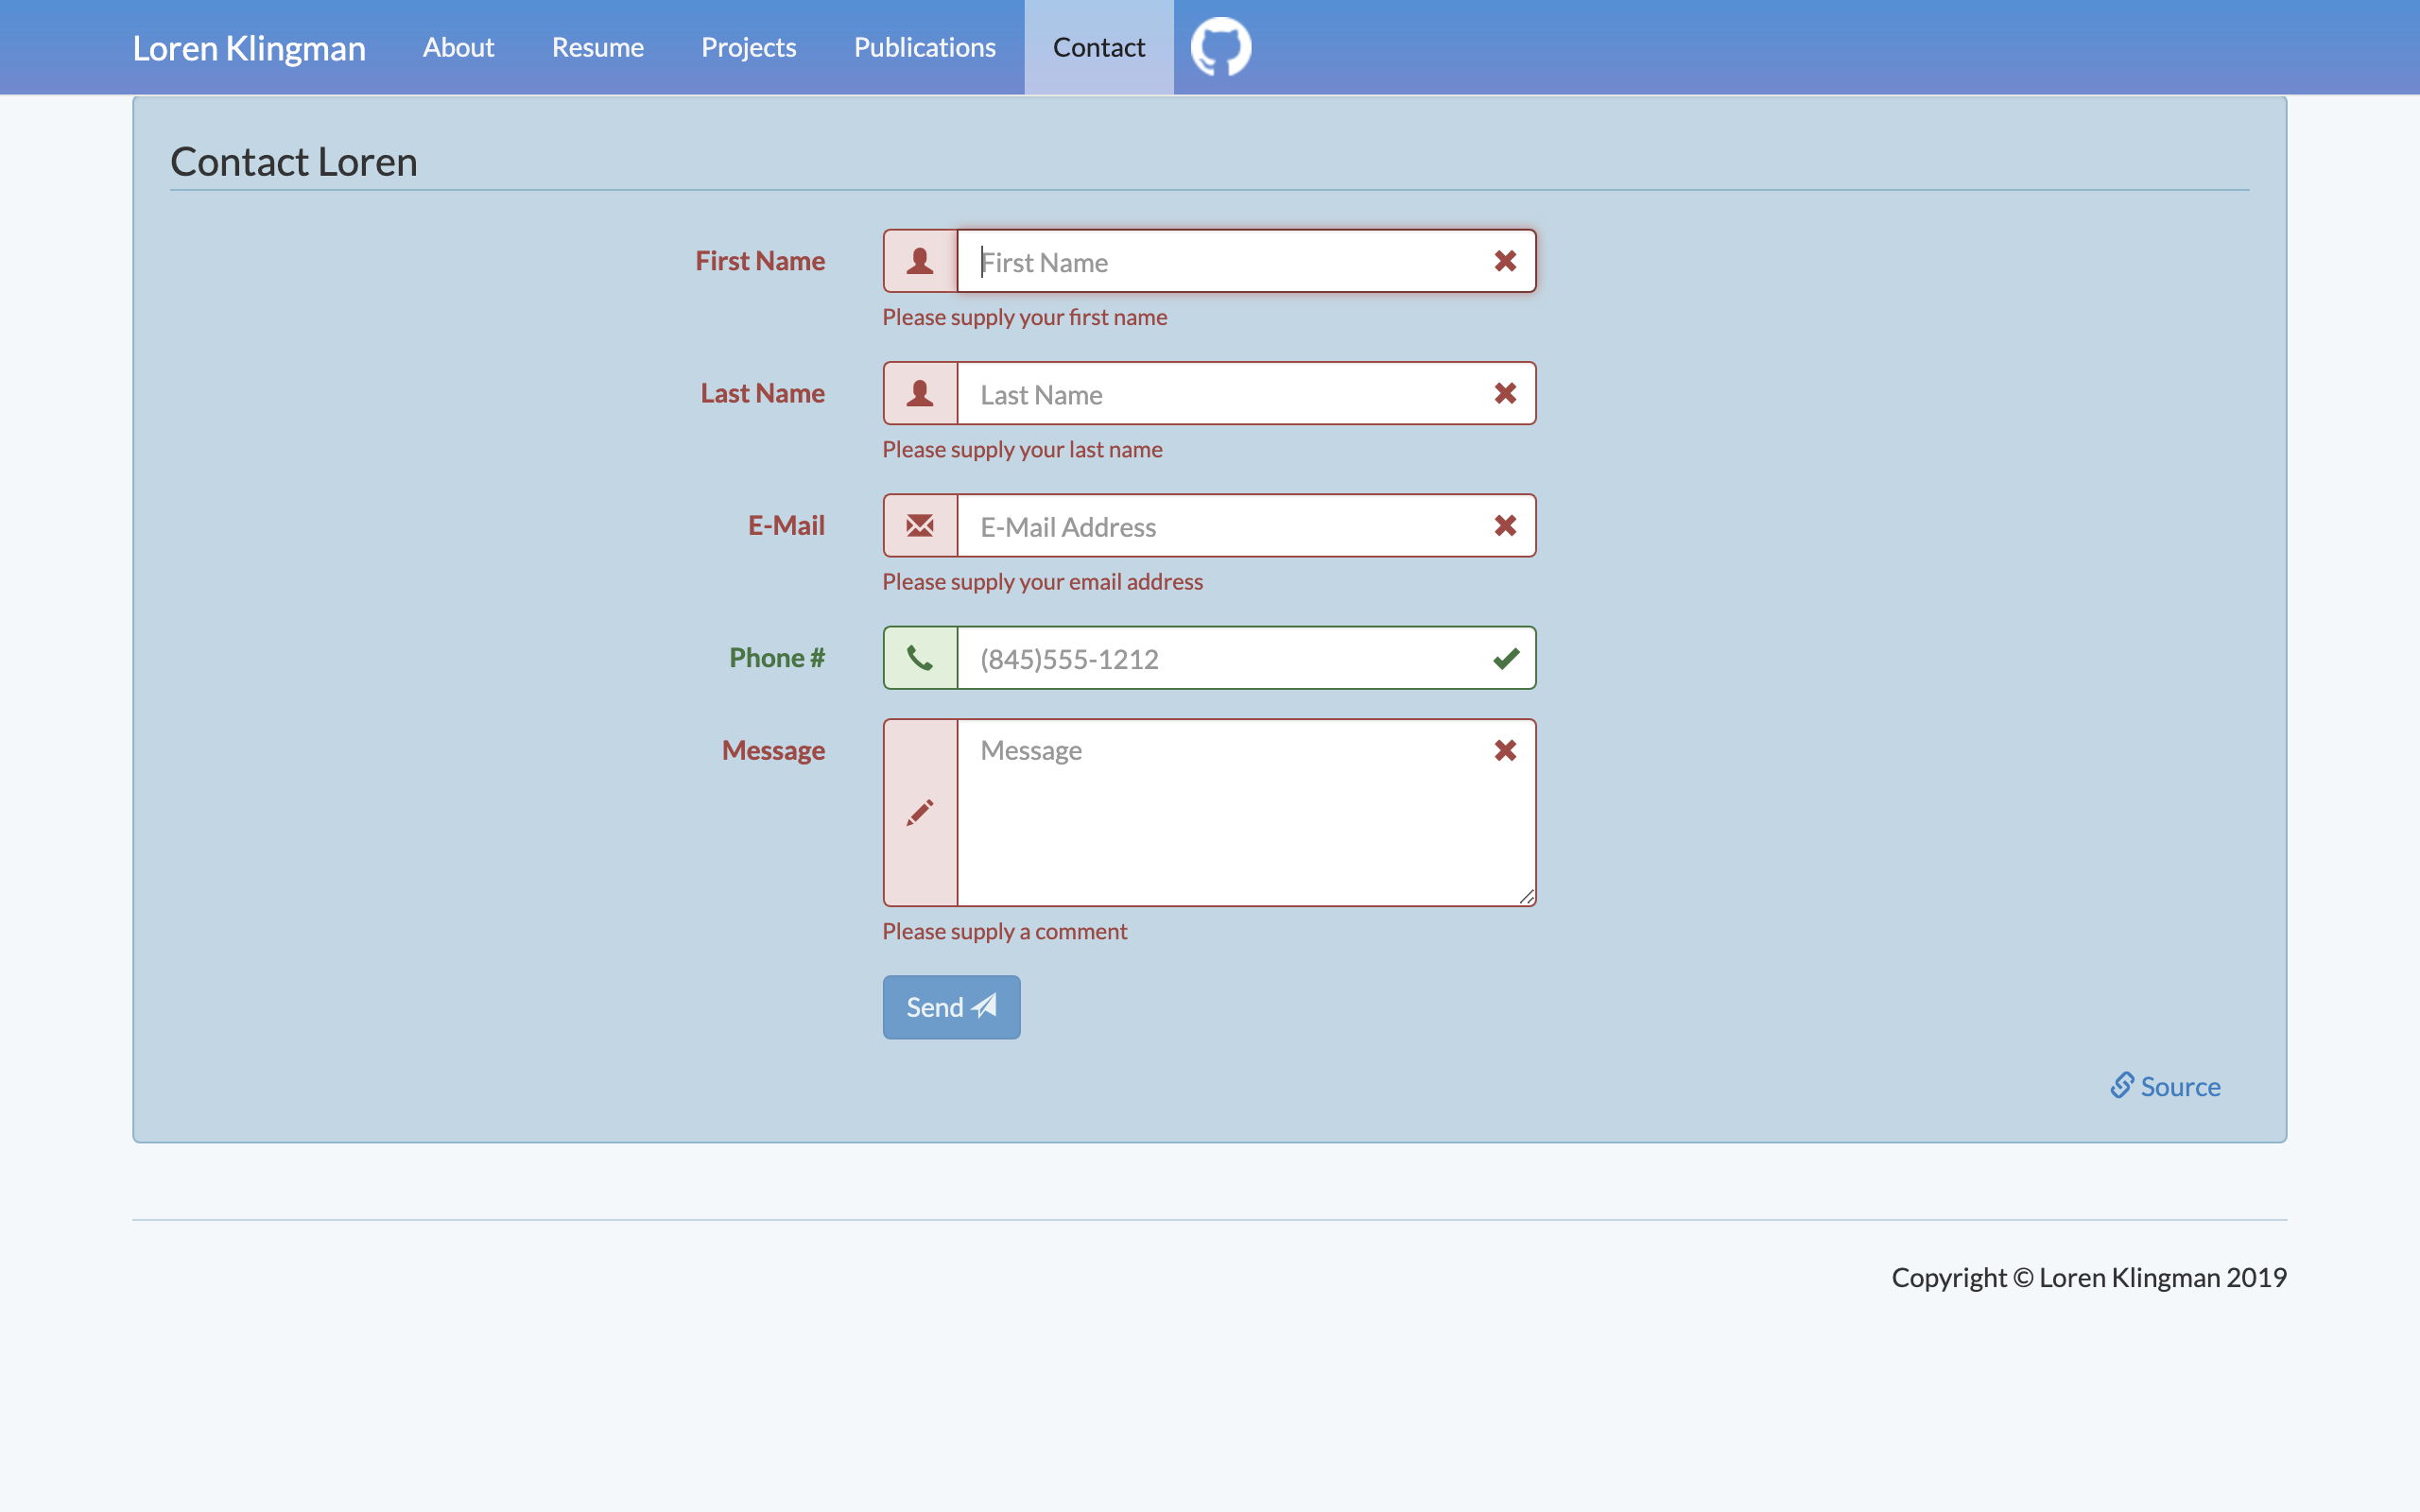 Loren Klingman About Resume Projects Publications Contact
Contact Loren
First Name First Name
Please supply your first name
Last Name Last Name
Please supply your last name
E-Mail E-Mail Address
Please supply your email address
Phone # (845)555-1212
Message Message
Please supply a comment
Send
Source
Copyright © Loren Klingman 2019